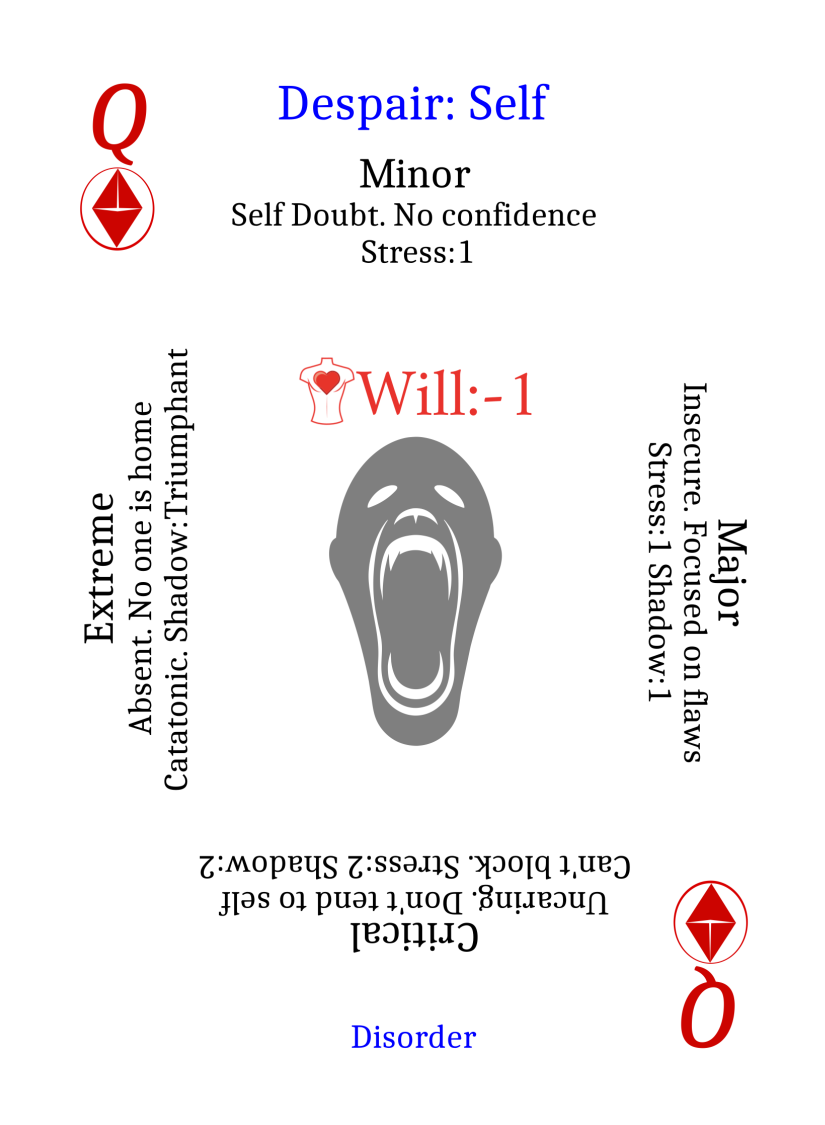 Q
Despair: Self
Minor
Self Doubt. No confidence
Stress:1
Will:-1
Major
Insecure. Focused on flaws
Stress:1 Shadow:1
Critical
Uncaring. Don't tend to self
Can't block. Stress:2 Shadow:2
Extreme
Absent. No one is home
Catatonic. Shadow:Triumphant
Disorder
Q